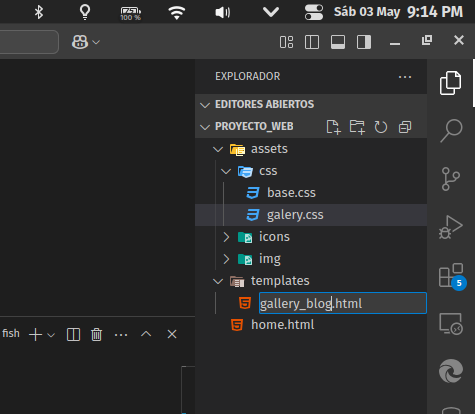 100 %
Sáb 03 May 9:14 PM
EXPLORADOR
EDITORES ABIERTOS
PROYECTO_WEB
assets
css
base.css
galery.css
icons
img
templates
gallery_blog.html
home.html
fish
5